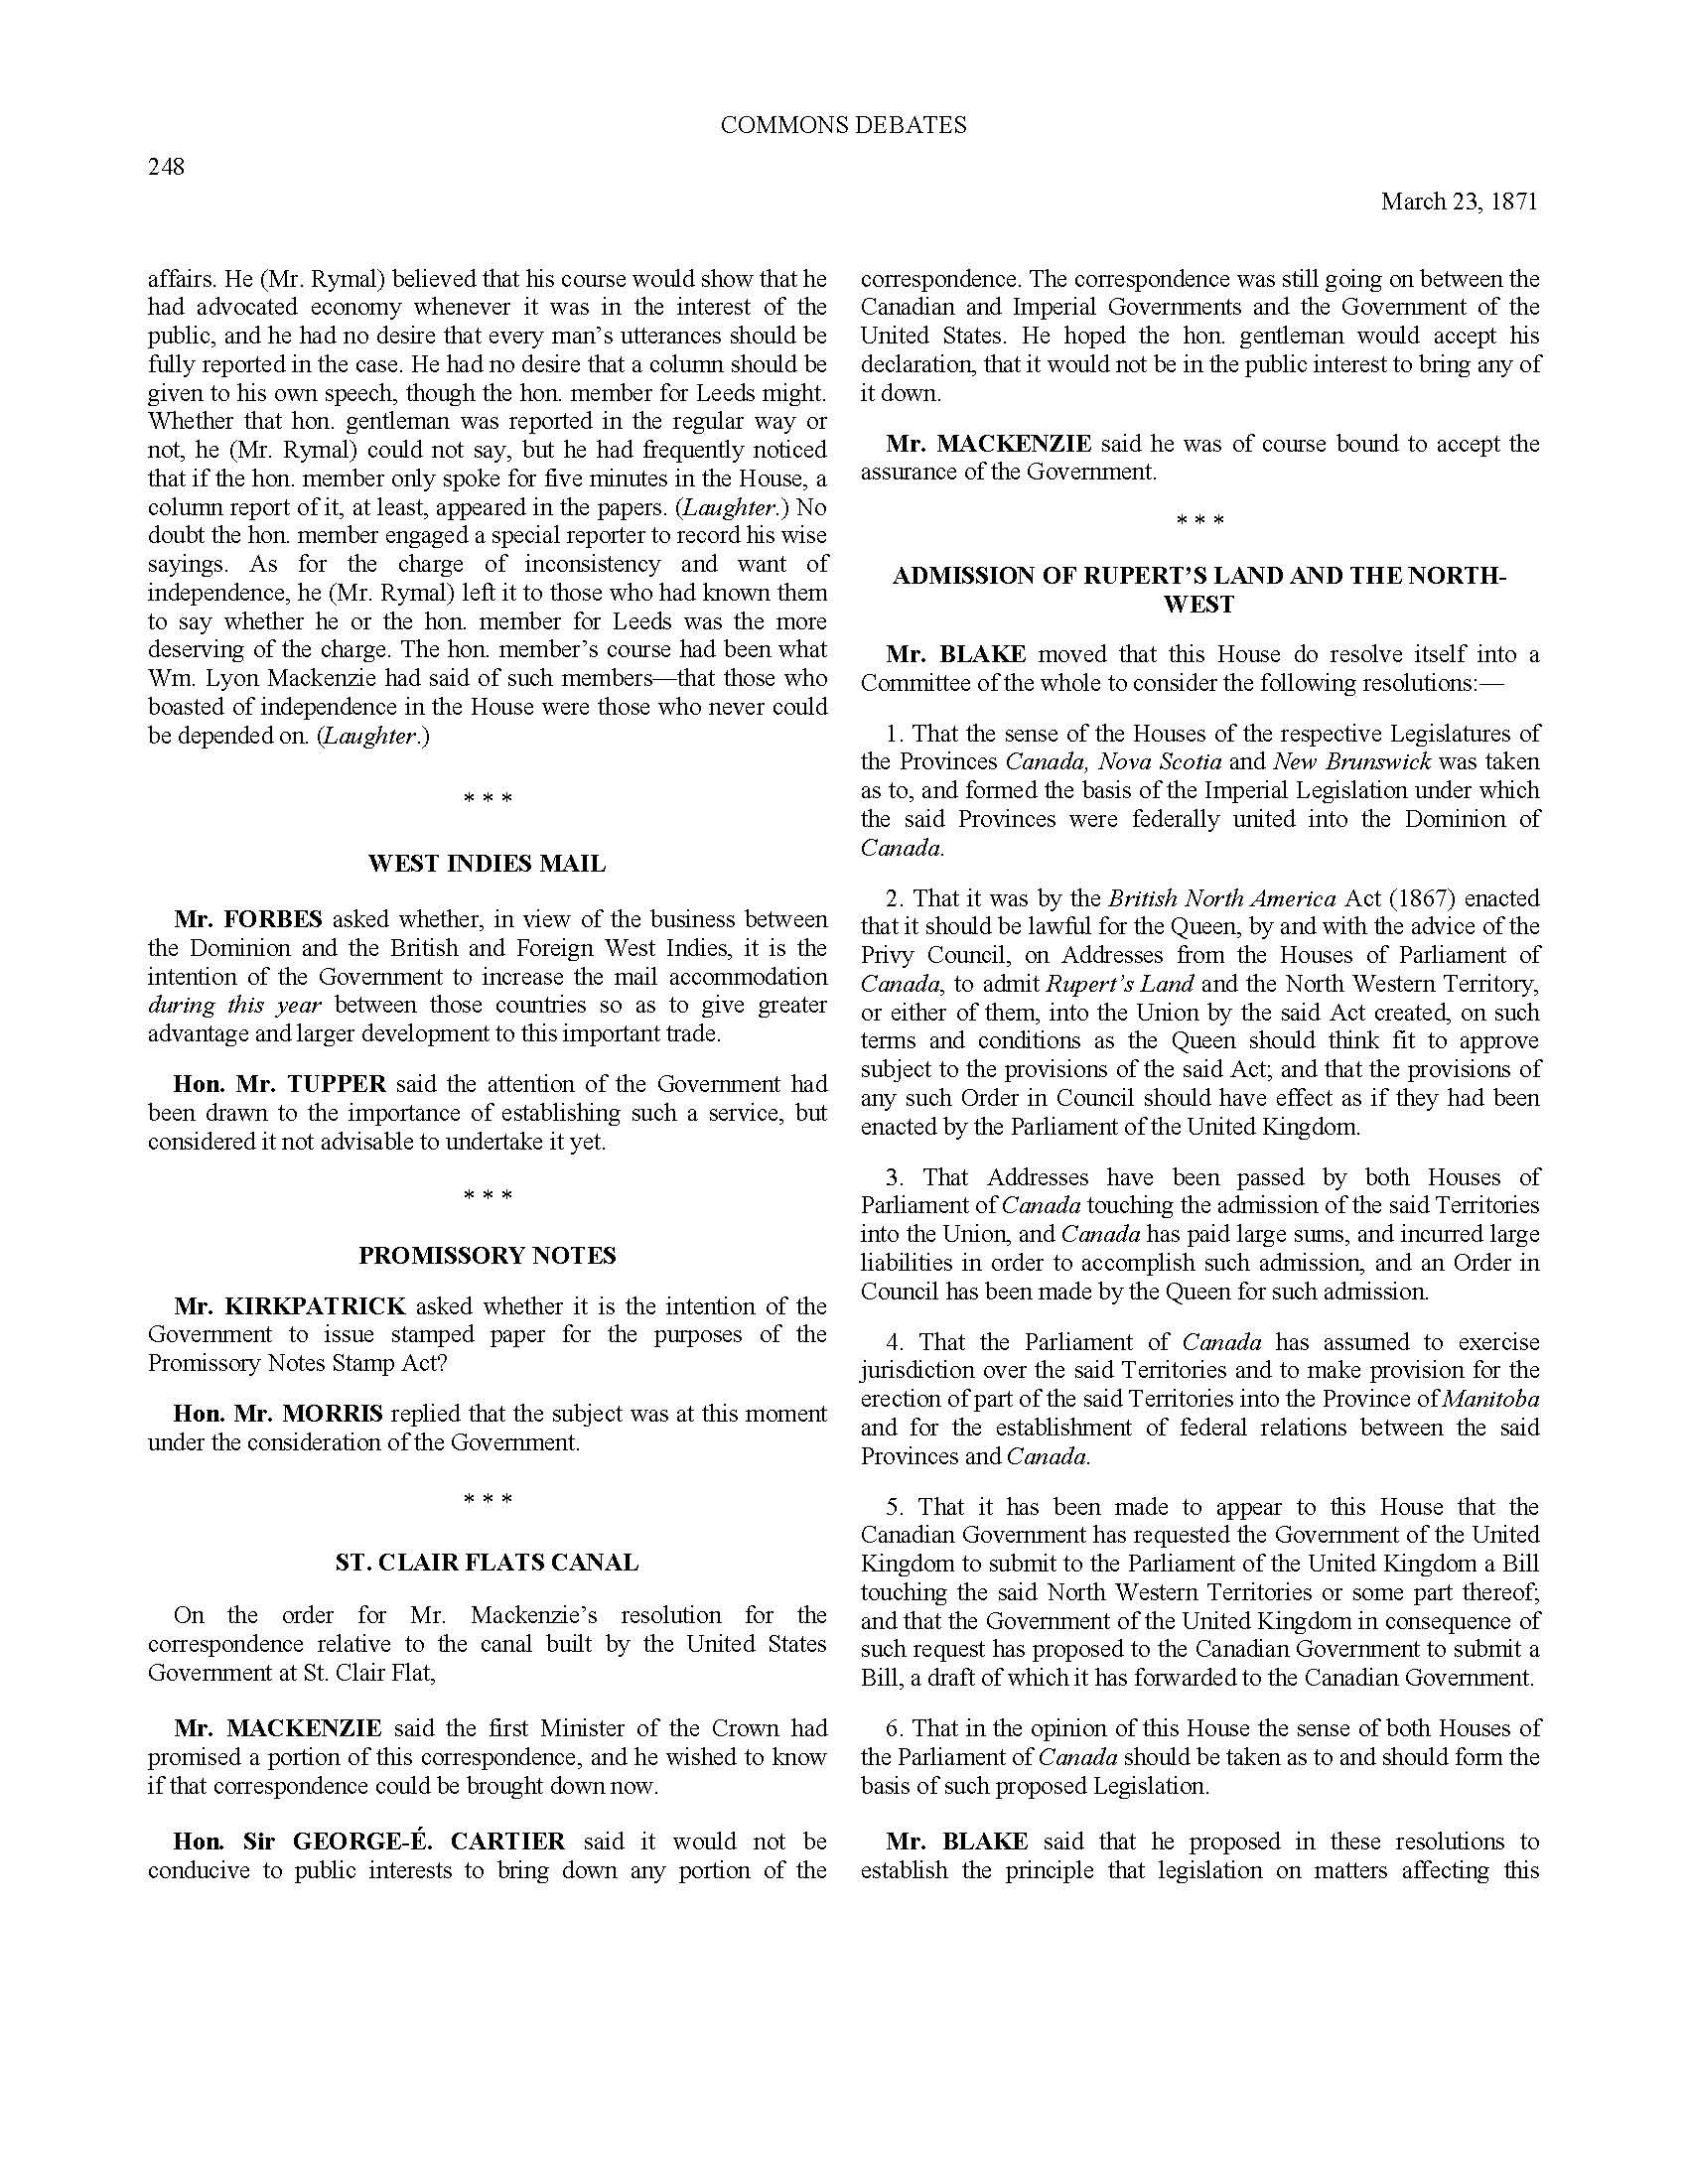 COMMONS DEBATES
248
March 23, 1871
affairs. He (Mr. Rymal) believed that his course would show that he
had advocated economy whenever it was in the interest of the
public, and he had no desire that every man’s utterances should be
fully reported in the case. He had no desire that a column should be
given to his own speech, though the hon. member for Leeds might.
Whether that hon. gentleman was reported in the regular way or
not, he (Mr. Rymal) could not say, but he had frequently noticed
that if the hon. member only spoke for five minutes in the House, a
column report of it, at least, appeared in the papers. (Laughter.) No
doubt the hon. member engaged a special reporter to record his wise
sayings. As for the charge of inconsistency and want of
independence, he (Mr. Rymal) left it to those who had known them
to say whether he or the hon. member for Leeds was the more
deserving of the charge. The hon. member’s course had been what
Wm. Lyon Mackenzie had said of such members—that those who
boasted of independence in the House were those who never could
be depended on. (Laughter.)
* * *
WEST INDIES MAIL
Mr. FORBES asked whether, in view of the business between
the Dominion and the British and Foreign West Indies, it is the
intention of the Government to increase the mail accommodation
during this year between those countries so as to give greater
advantage and larger development to this important trade.
Hon. Mr. TUPPER said the attention of the Government had
been drawn to the importance of establishing such a service, but
considered it not advisable to undertake it yet.
* * *
PROMISSORY NOTES
Mr. KIRKPATRICK asked whether it is the intention of the
Government to issue stamped paper for the purposes of the
Promissory Notes Stamp Act?
Hon. Mr. MORRIS replied that the subject was at this moment
under the consideration of the Government.
* * *
ST. CLAIR FLATS CANAL
On the order for Mr. Mackenzie’s resolution for the
correspondence relative to the canal built by the United States
Government at St. Clair Flat,
Mr. MACKENZIE said the first Minister of the Crown had
promised a portion of this correspondence, and he wished to know
if that correspondence could be brought down now.
Hon. Sir GEORGE-É. CARTIER said it would not be
conducive to public interests to bring down any portion of the
correspondence. The correspondence was still going on between the
Canadian and Imperial Governments and the Government of the
United States. He hoped the hon. gentleman would accept his
declaration, that it would not be in the public interest to bring any of
it down.
Mr. MACKENZIE said he was of course bound to accept the
assurance of the Government.
* * *
ADMISSION OF RUPERT’S LAND AND THE NORTH-
WEST
Mr. BLAKE moved that this House do resolve itself into a
Committee of the whole to consider the following resolutions:—
1. That the sense of the Houses of the respective Legislatures of
the Provinces Canada, Nova Scotia and New Brunswick was taken
as to, and formed the basis of the Imperial Legislation under which
the said Provinces were federally united into the Dominion of
Canada.
2. That it was by the British North America Act (1867) enacted
that it should be lawful for the Queen, by and with the advice of the
Privy Council, on Addresses from the Houses of Parliament of
Canada, to admit Rupert’s Land and the North Western Territory,
or either of them, into the Union by the said Act created, on such
terms and conditions as the Queen should think fit to approve
subject to the provisions of the said Act; and that the provisions of
any such Order in Council should have effect as if they had been
enacted by the Parliament of the United Kingdom.
3. That Addresses have been passed by both Houses of
Parliament of Canada touching the admission of the said Territories
into the Union, and Canada has paid large sums, and incurred large
liabilities in order to accomplish such admission, and an Order in
Council has been made by the Queen for such admission.
4. That the Parliament of Canada has assumed to exercise
jurisdiction over the said Territories and to make provision for the
erection of part of the said Territories into the Province of Manitoba
and for the establishment of federal relations between the said
Provinces and Canada.
5. That it has been made to appear to this House that the
Canadian Government has requested the Government of the United
Kingdom to submit to the Parliament of the United Kingdom a Bill
touching the said North Western Territories or some part thereof;
and that the Government of the United Kingdom in consequence of
such request has proposed to the Canadian Government to submit a
Bill, a draft of which it has forwarded to the Canadian Government.
6. That in the opinion of this House the sense of both Houses of
the Parliament of Canada should be taken as to and should form the
basis of such proposed Legislation.
Mr. BLAKE said that he proposed in these resolutions to
establish the principle that legislation on matters affecting this